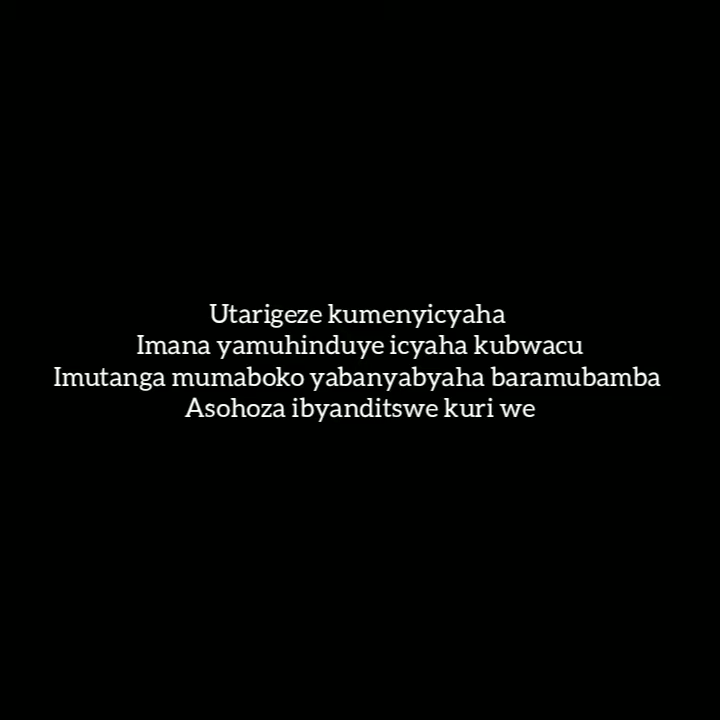 Utarigeze kumenyicyaha
Imana yamuhinduye icyaha kubwacu
Imutanga mumaboko yabanyabyaha baramubamba
Asohoza ibyanditswe kuri we